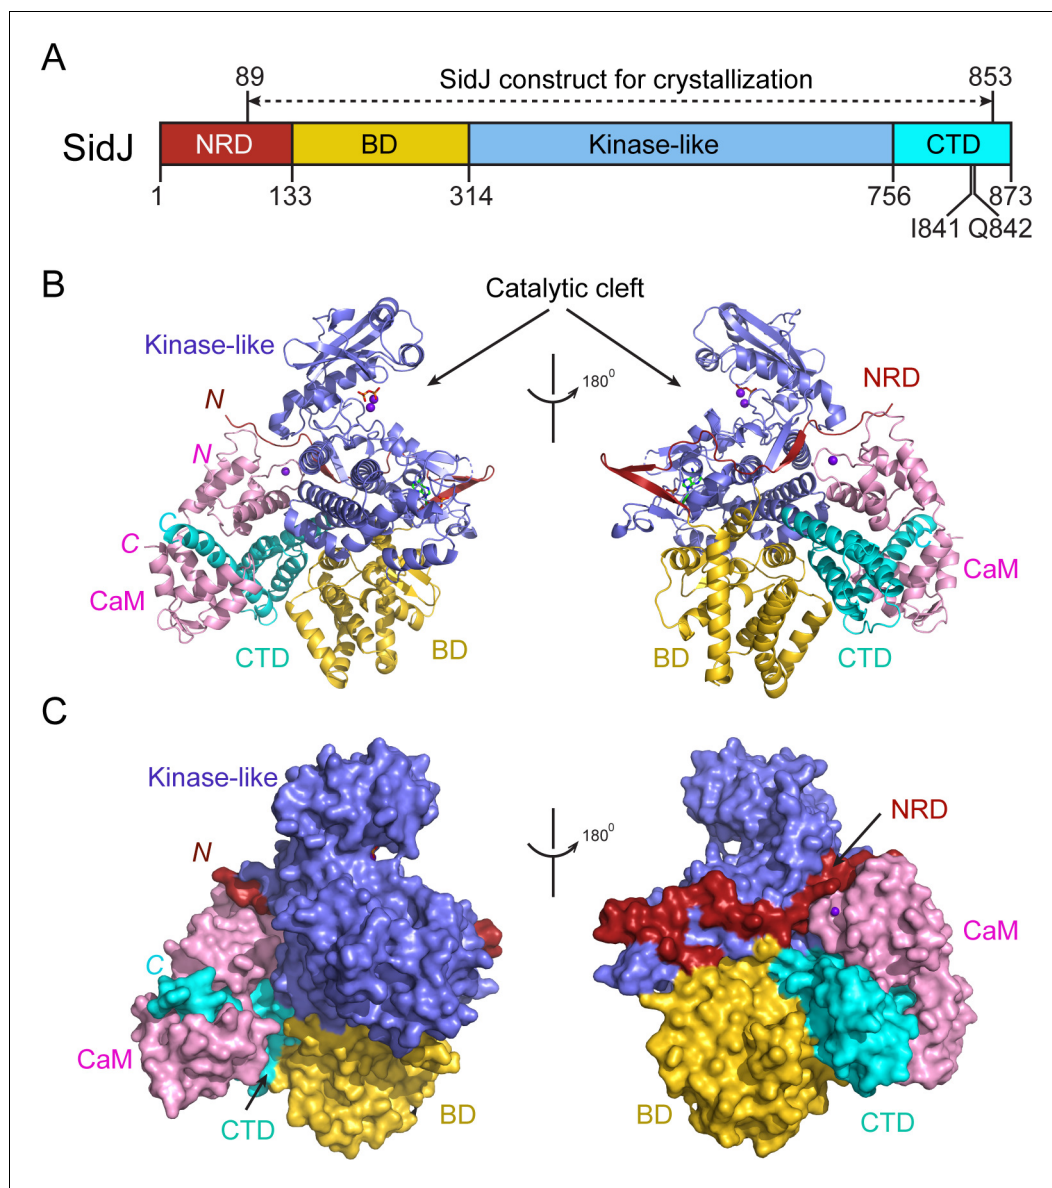 A
89
SidJ construct for crystallization
853
SidJ
NRD
BD
Kinase-like
CTD
1
133
314
756
873
I841
Q842
B
Catalytic cleft
Kinase-like
180⁰
NRD
N
N
C
CaM
CaM
CTD
BD
BD
CTD
C
Kinase-like
180⁰
NRD
N
CaM
C
CaM
CTD
BD
BD
CTD